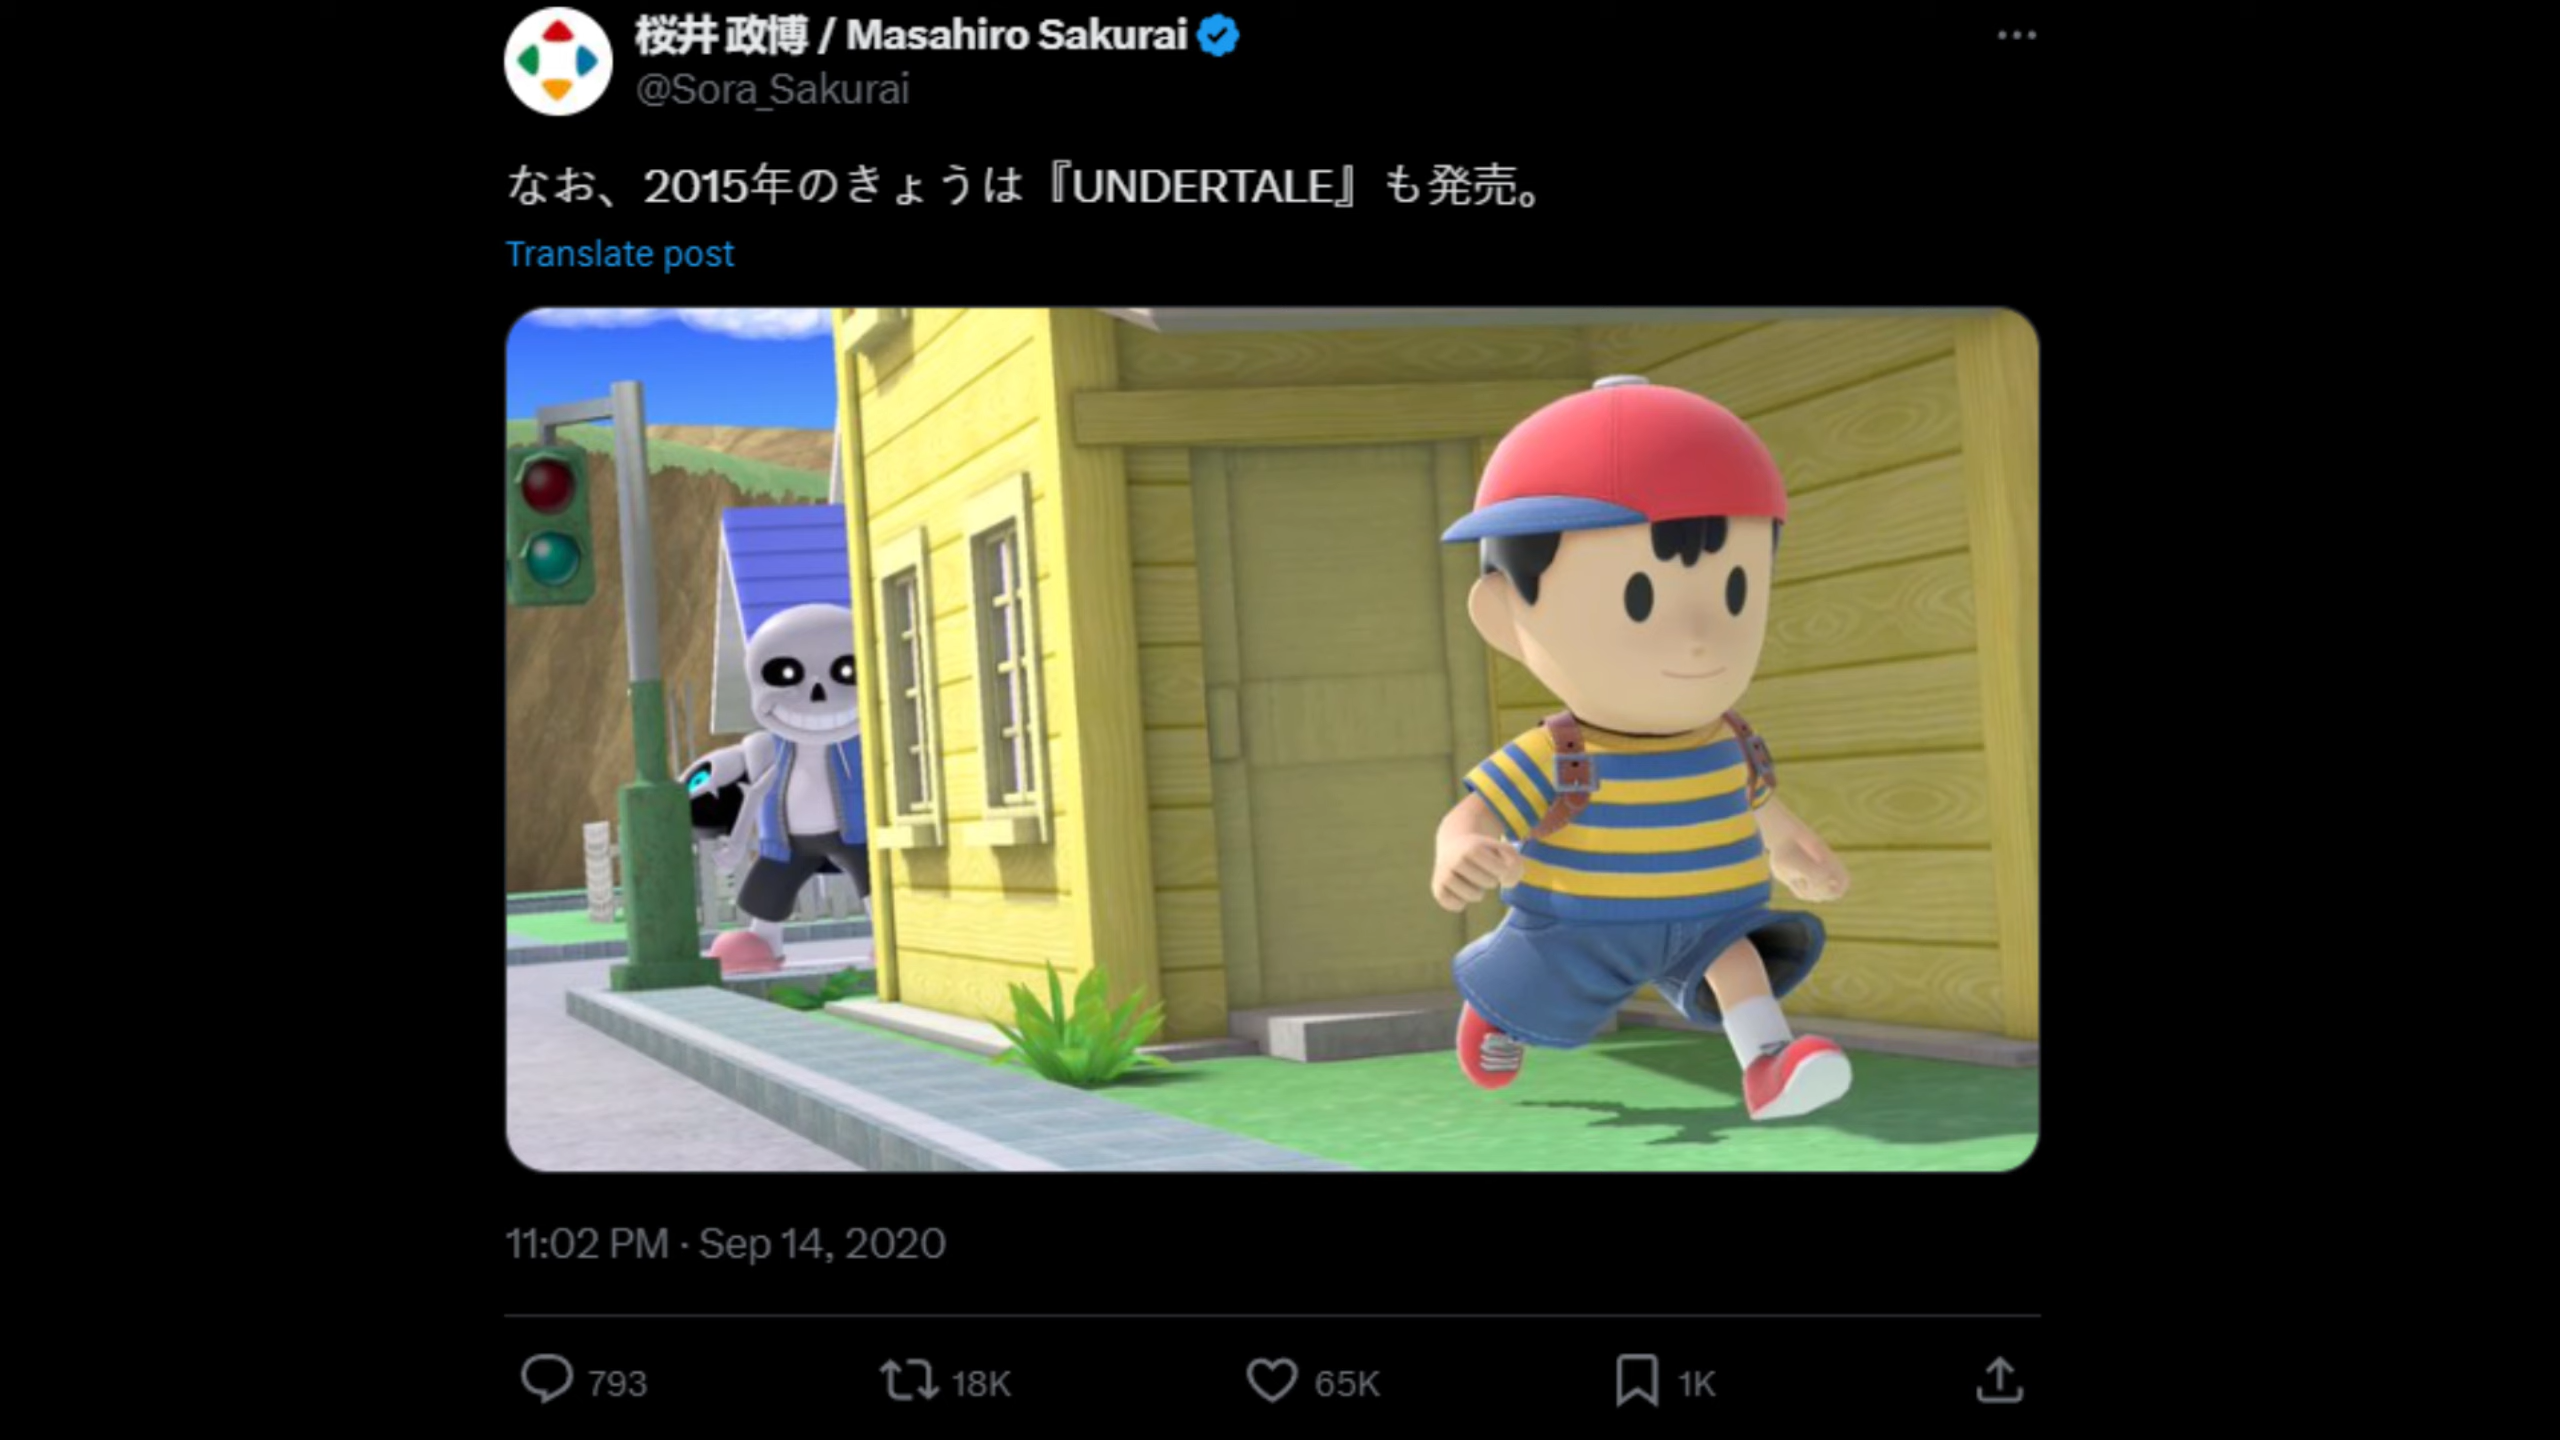 桜井 政博 / Masahiro Sakurai
@Sora_Sakurai
なお、2015年のきょうは『UNDERTALE』も発売。
Translate post
11:02 PM · Sep 14, 2020
793 18K 65K 1K